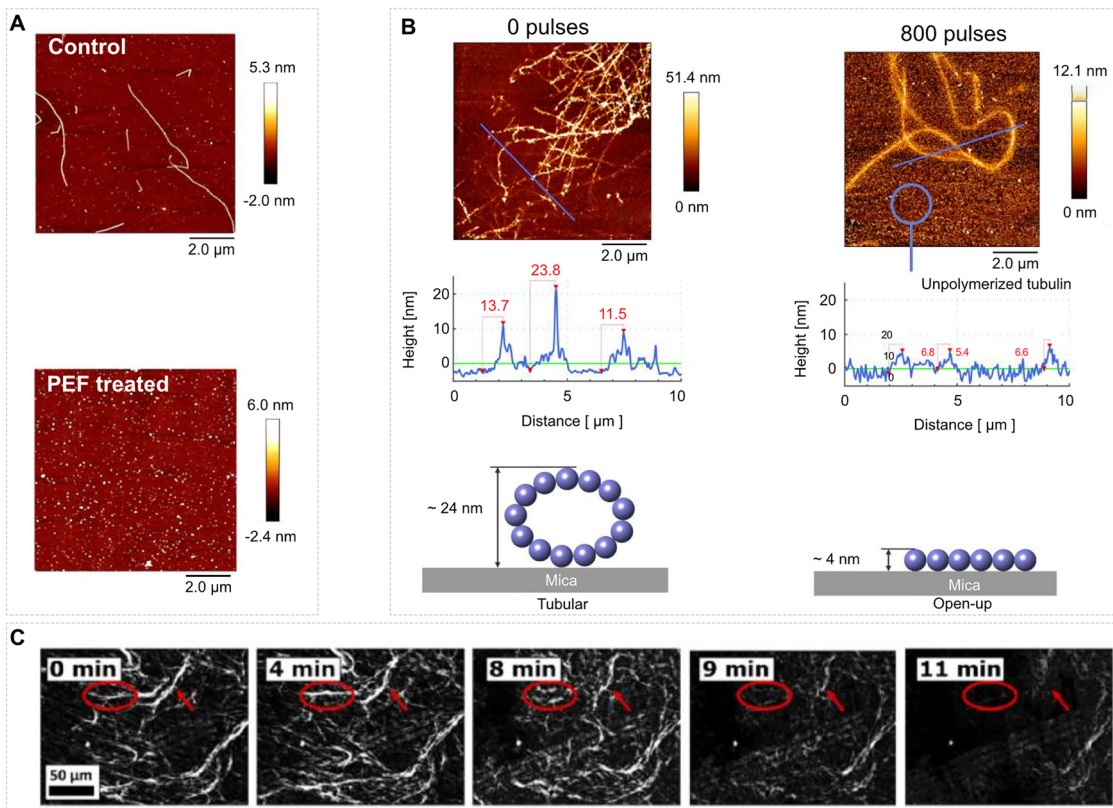 A
Control
5.3 nm
-2.0 nm
2.0 µm
PEF treated
6.0 nm
-2.4 nm
2.0 µm
B
0 pulses
51.4 nm
0 nm
2.0 µm
800 pulses
12.1 nm
0 nm
2.0 µm
Unpolymerized tubulin
Height [nm]
20
10
0
13.7
23.8
11.5
0
5
10
Distance [ µm ]
Height [nm]
20
10
0
20
10
0
6.8
5.4
6.6
0
5
10
Distance [ µm ]
~ 24 nm
Mica
Tubular
~ 4 nm
Mica
Open-up
C
0 min
50 µm
4 min
8 min
9 min
11 min